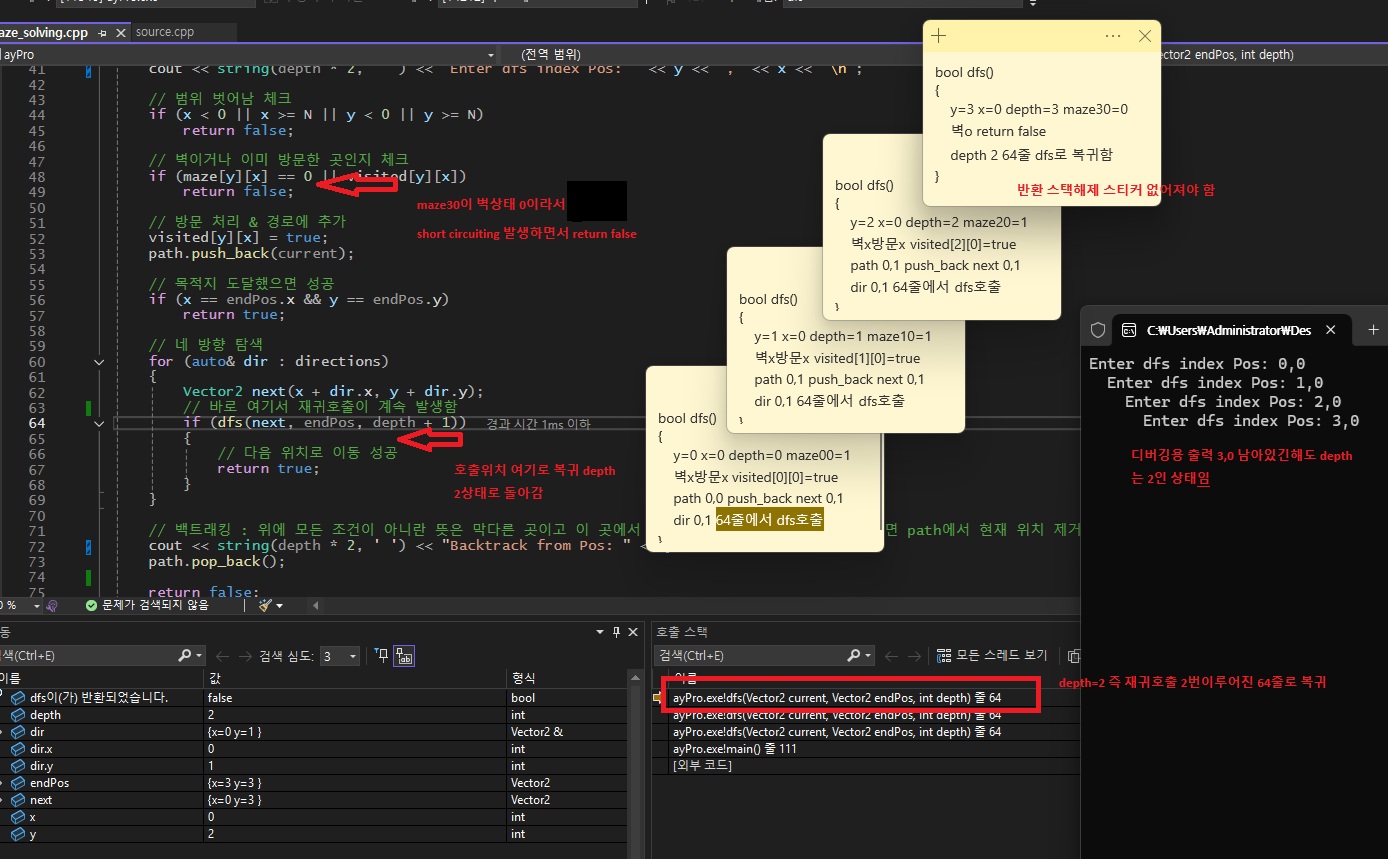 aze_solving.cpp
source.cpp
ayPro
(전역 범위)
ector2 endPos, int depth)
41 cout << string(depth * 2, ' ') << "Enter dfs index Pos: " << y << "," << x << "\n";
42
43 // 범위 벗어남 체크
44 if (x < 0 || x >= N || y < 0 || y >= N)
45 return false;
46
47 // 벽이거나 이미 방문한 곳인지 체크
48 if (maze[y][x] == 0 || visited[y][x])
49 return false;
50
51 // 방문 처리 & 경로에 추가
52 visited[y][x] = true;
53 path.push_back(current);
54
55 // 목적지 도달했으면 성공
56 if (x == endPos.x && y == endPos.y)
57 return true;
58
59 // 네 방향 탐색
60 for (auto& dir : directions)
61 {
62 Vector2 next(x + dir.x, y + dir.y);
63 // 바로 여기서 재귀호출이 계속 발생함
64 if (dfs(next, endPos, depth + 1)) 경과 시간 1ms 이하
65 {
66 // 다음 위치로 이동 성공
67 return true;
68 }
69 }
70
71 // 백트래킹 : 위에 모든 조건이 아니란 뜻은 막다른 곳이고 이 곳에서
면 path에서 현재 위치 제거
72 cout << string(depth * 2, ' ') << "Backtrack from Pos: " <
73 path.pop_back();
74
75 return false;
maze30이 벽상태 0이라서
short circuiting 발생하면서 return false
호출위치 여기로 복귀 depth
2상태로 돌아감
bool dfs()
{
y=3 x=0 depth=3 maze30=0
벽o return false
depth 2 64줄 dfs로 복귀함
}
반환 스택해제 스티커 없어져야 함
bool dfs()
{
y=2 x=0 depth=2 maze20=1
벽x방문x visited[2][0]=true
path 0,1 push_back next 0,1
dir 0,1 64줄에서 dfs호출
}
bool dfs()
{
y=1 x=0 depth=1 maze10=1
벽x방문x visited[1][0]=true
path 0,1 push_back next 0,1
dir 0,1 64줄에서 dfs호출
}
bool dfs()
{
y=0 x=0 depth=0 maze00=1
벽x방문x visited[0][0]=true
path 0,0 push_back next 0,1
dir 0,1 64줄에서 dfs호출
}
C:₩Users₩Administrator₩Des
Enter dfs index Pos: 0,0
Enter dfs index Pos: 1,0
Enter dfs index Pos: 2,0
Enter dfs index Pos: 3,0
디버깅용 출력 3,0 남아있긴해도 depth
는 2인 상태임
0 %
문제가 검색되지 않음
동
색(Ctrl+E)
검색 심도: 3
이름 값 형식
dfs이(가) 반환되었습니다. false bool
depth 2 int
dir {x=0 y=1 } Vector2 &
dir.x 0 int
dir.y 1 int
endPos {x=3 y=3 } Vector2
next {x=0 y=3 } Vector2
x 0 int
y 2 int
호출 스택
검색(Ctrl+E)
모든 스레드 보기
이름
ayPro.exe!dfs(Vector2 current, Vector2 endPos, int depth) 줄 64
ayPro.exe!dfs(Vector2 current, Vector2 endPos, int depth) 줄 64
ayPro.exe!dfs(Vector2 current, Vector2 endPos, int depth) 줄 64
ayPro.exe!main() 줄 111
[외부 코드]
depth=2 즉 재귀호출 2번이루어진 64줄로 복귀